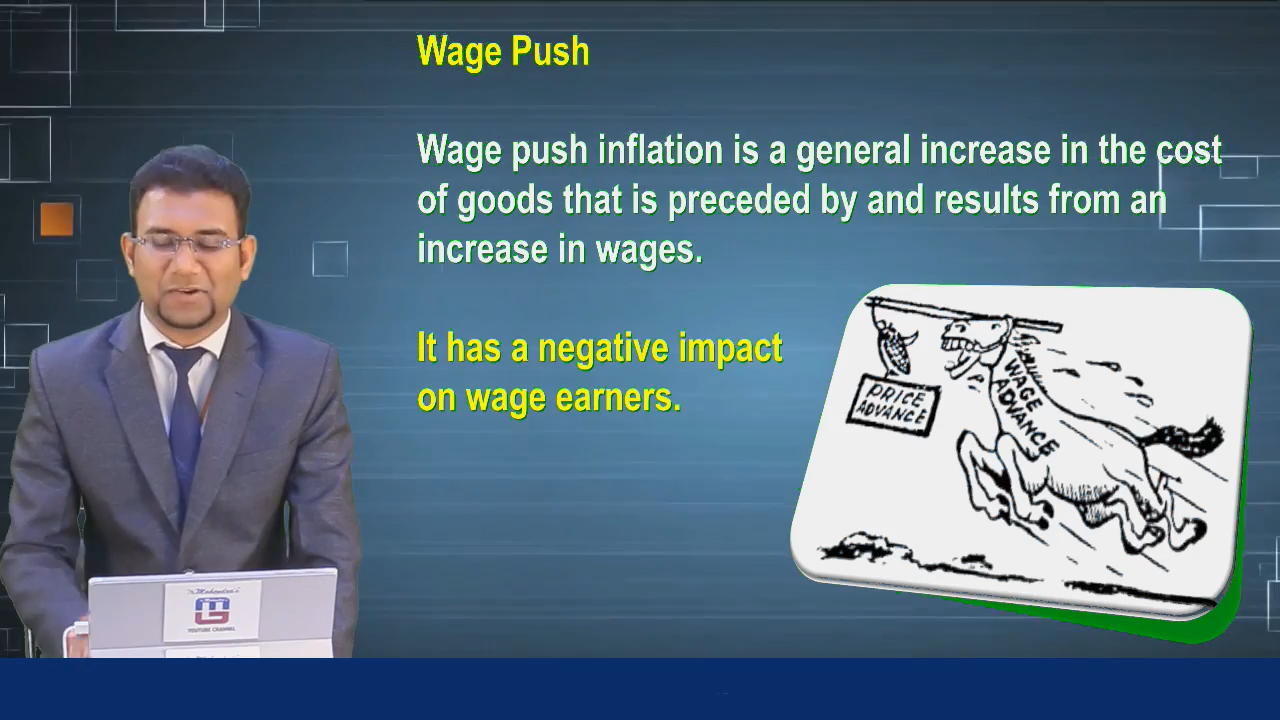 Wage Push
Wage push inflation is a general increase in the cost
of goods that is preceded by and results from an
increase in wages.
It has a negative impact
on wage earners.
PRICE
ADVANCE
WAGE
ADVANCE
Mahendra's
YOUTUBE CHANNEL